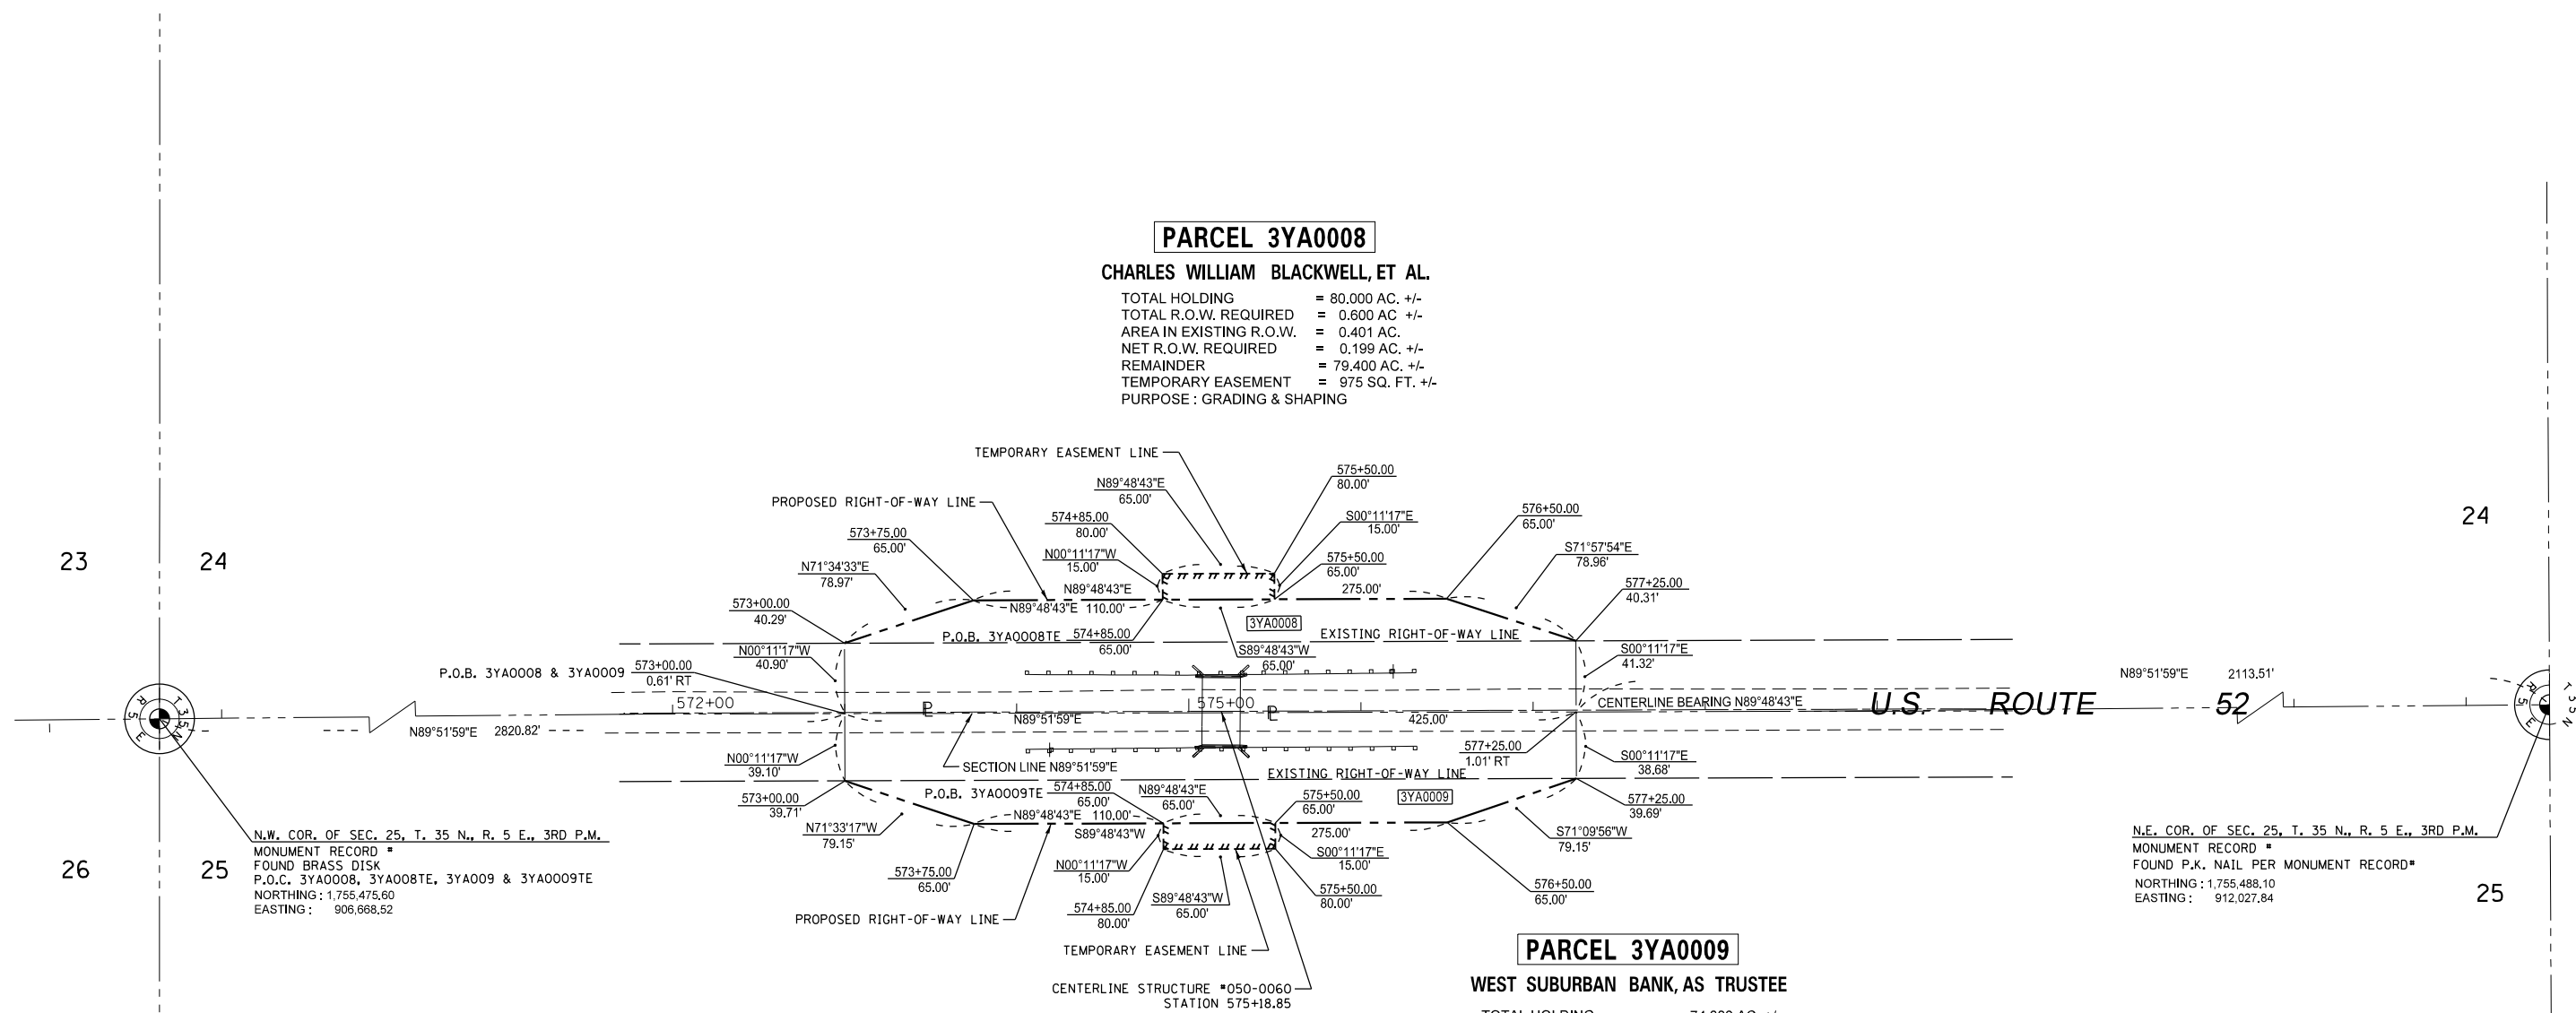 PARCEL 3YA0008
CHARLES WILLIAM BLACKWELL, ET AL.
TOTAL HOLDING = 80.000 AC. +/-
TOTAL R.O.W. REQUIRED = 0.600 AC +/-
AREA IN EXISTING R.O.W. = 0.401 AC.
NET R.O.W. REQUIRED = 0.199 AC. +/-
REMAINDER = 79.400 AC. +/-
TEMPORARY EASEMENT = 975 SQ. FT. +/-
PURPOSE : GRADING & SHAPING
TEMPORARY EASEMENT LINE
575+50.00
80.00'
N89°48'43"E
65.00'
PROPOSED RIGHT-OF-WAY LINE
574+85.00
80.00'
S00°11'17"E
15.00'
576+50.00
65.00'
24
573+75.00
65.00'
N00°11'17"W
15.00'
575+50.00
65.00'
S71°57'54"E
78.96'
23
24
N71°34'33"E
78.97'
N89°48'43"E
275.00'
577+25.00
40.31'
573+00.00
40.29'
N89°48'43"E 110.00'
3YA0008
P.O.B. 3YA0008TE
574+85.00
65.00'
EXISTING RIGHT-OF-WAY LINE
N00°11'17"W
40.90'
S89°48'43"W
65.00'
S00°11'17"E
41.32'
P.O.B. 3YA0008 & 3YA0009
573+00.00
0.61' RT
N89°51'59"E 2113.51'
R 5 E
T 35 N
572+00
575+00
CENTERLINE BEARING N89°48'43"E
U.S. ROUTE 52
R 5 E
T 35 N
N89°51'59"E 2820.82'
N89°51'59"E
425.00'
N00°11'17"W
39.10'
SECTION LINE N89°51'59"E
577+25.00
1.01' RT
S00°11'17"E
38.68'
EXISTING RIGHT-OF-WAY LINE
573+00.00
39.71'
P.O.B. 3YA0009TE
574+85.00
65.00'
N89°48'43"E
65.00'
575+50.00
65.00'
3YA0009
577+25.00
39.69'
N71°33'17"W
79.15'
N89°48'43"E 110.00'
S89°48'43"W
275.00'
S71°09'56"W
79.15'
N.W. COR. OF SEC. 25, T. 35 N., R. 5 E., 3RD P.M.
MONUMENT RECORD #
FOUND BRASS DISK
P.O.C. 3YA0008, 3YA008TE, 3YA009 & 3YA0009TE
NORTHING : 1,755,475.60
EASTING : 906,668.52
26
25
573+75.00
65.00'
N00°11'17"W
15.00'
S00°11'17"E
15.00'
576+50.00
65.00'
N.E. COR. OF SEC. 25, T. 35 N., R. 5 E., 3RD P.M.
MONUMENT RECORD #
FOUND P.K. NAIL PER MONUMENT RECORD#
NORTHING : 1,755,488.10
EASTING : 912,027.84
25
574+85.00
80.00'
S89°48'43"W
65.00'
575+50.00
80.00'
PROPOSED RIGHT-OF-WAY LINE
TEMPORARY EASEMENT LINE
CENTERLINE STRUCTURE #050-0060
STATION 575+18.85
PARCEL 3YA0009
WEST SUBURBAN BANK, AS TRUSTEE